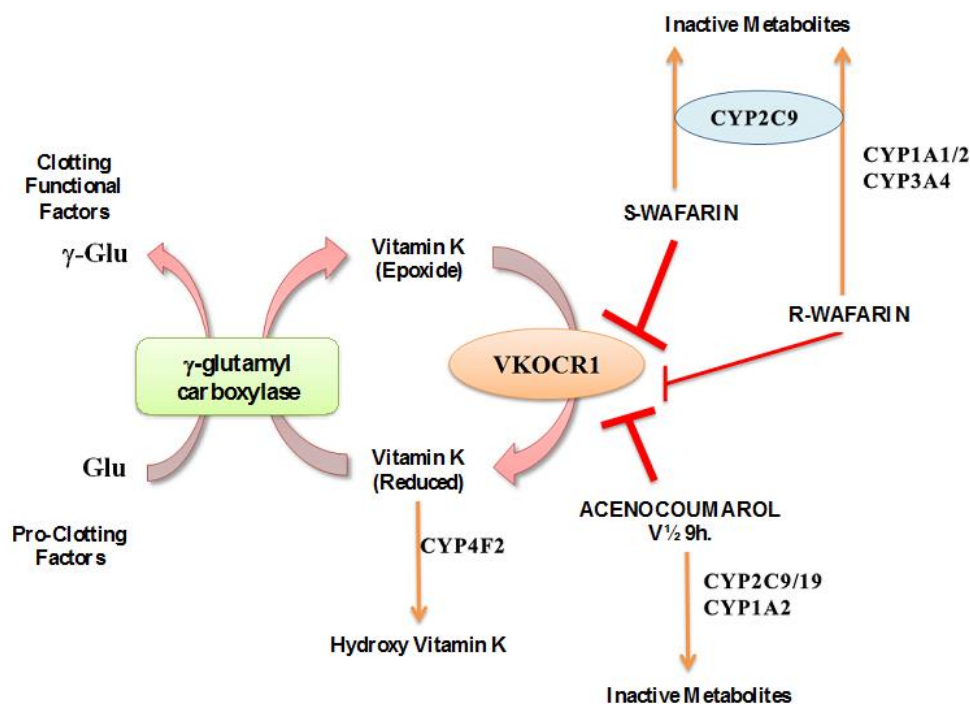 Inactive Metabolites
CYP2C9
CYP1A1/2
CYP3A4
Clotting
Functional
Factors
γ-Glu
Vitamin K
(Epoxide)
S-WAFARIN
R-WAFARIN
γ-glutamyl
carboxylase
VKOCR1
Glu
Vitamin K
(Reduced)
Pro-Clotting
Factors
ACENOCOUMAROL
V½ 9h.
CYP4F2
CYP2C9/19
CYP1A2
Hydroxy Vitamin K
Inactive Metabolites